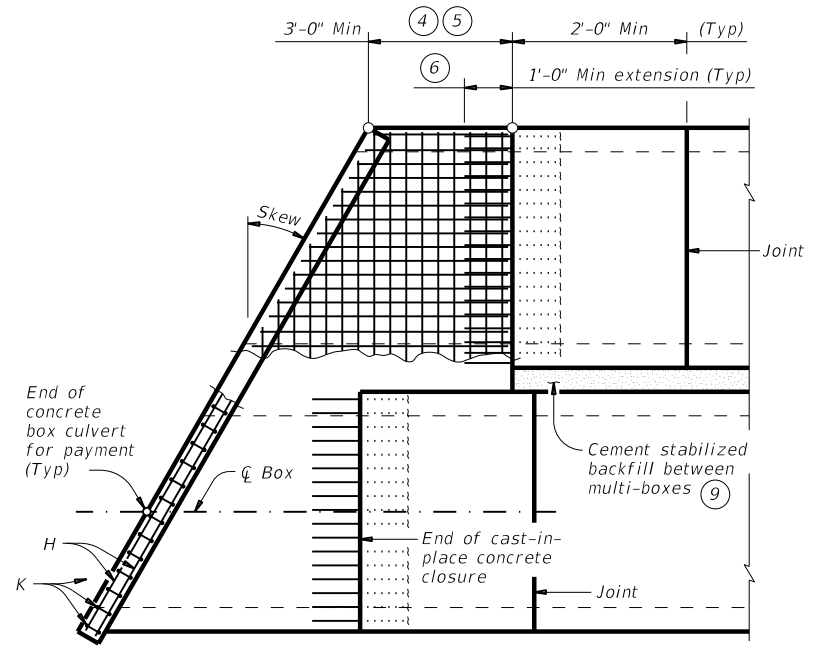 3'-0" Min
4 5
2'-0" Min
(Typ)
6
1'-0" Min extension (Typ)
Skew
Joint
End of
concrete
box culvert
for payment
(Typ)
℄ Box
Cement stabilized
backfill between
multi-boxes 9
H
End of cast-in-
place concrete
closure
K
Joint